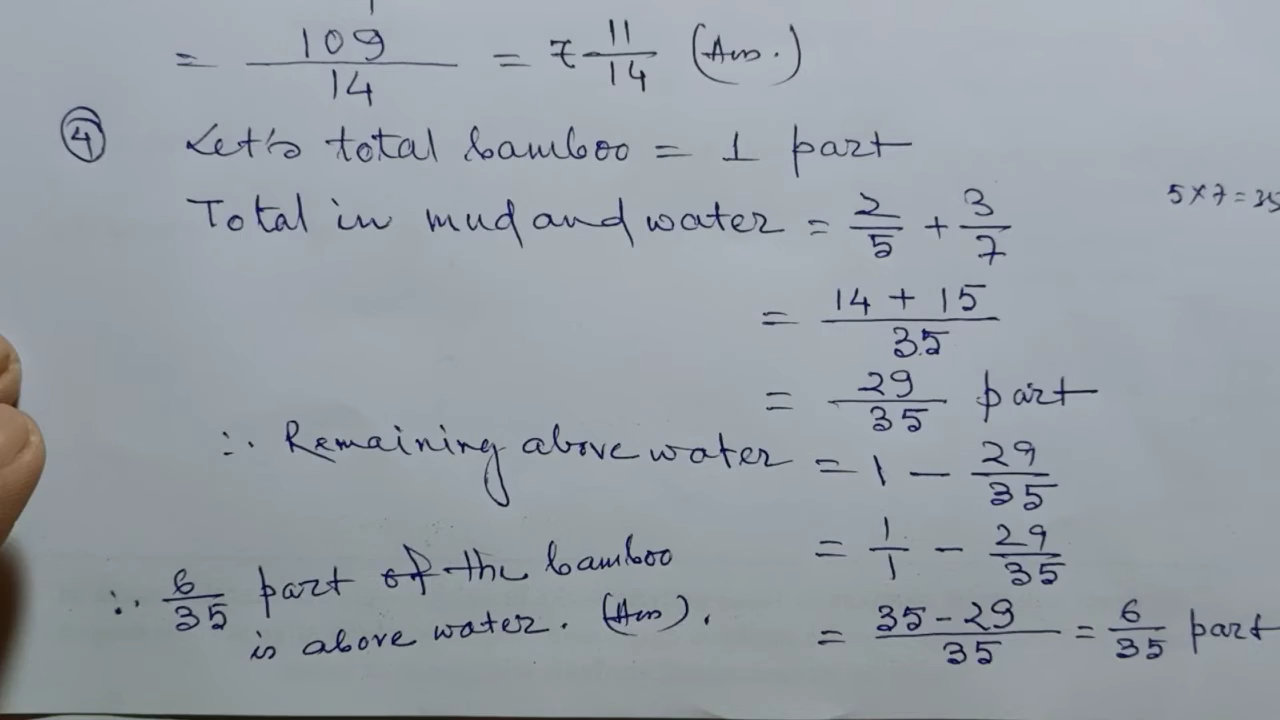 = 109/14 = 7 11/14 (Ans.)
④ Let's total bamboo = 1 part
Total in mud and water = 2/5 + 3/7
5 × 7 = 35
= 14 + 15/35
= 29/35 part
∴ Remaining above water = 1 - 29/35
= 1/1 - 29/35
= 35 - 29/35 = 6/35 part
∴ 6/35 part of the bamboo
is above water. (Ans).